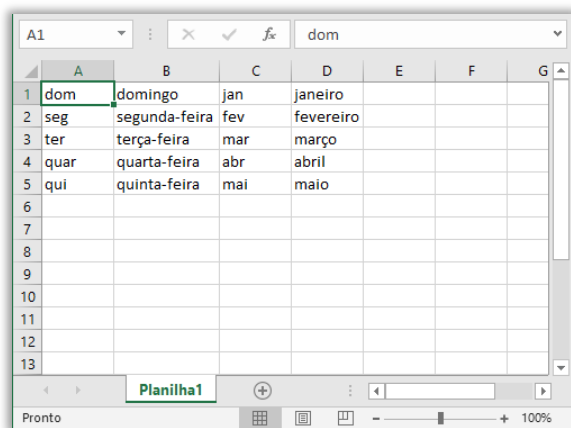 A1 fx dom
A B C D E F G
1 dom domingo jan janeiro
2 seg segunda-feira fev fevereiro
3 ter terça-feira mar março
4 quar quarta-feira abr abril
5 qui quinta-feira mai maio
6
7
8
9
10
11
12
13
Planilha1
Pronto 100%